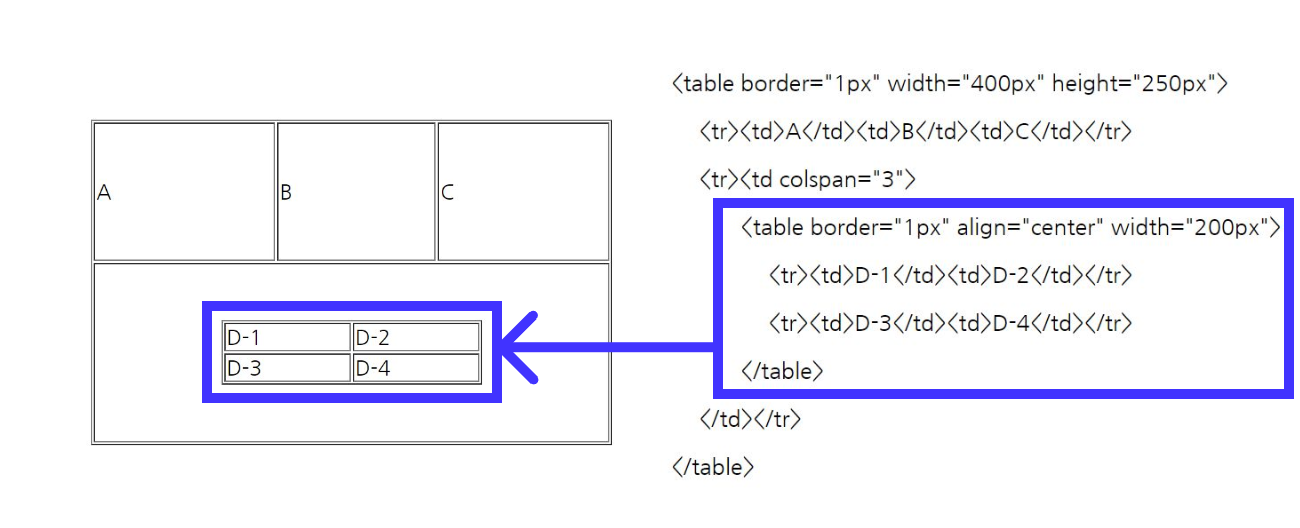 A B C
D-1 D-2
D-3 D-4
<table border="1px" width="400px" height="250px">
<tr><td>A</td><td>B</td><td>C</td></tr>
<tr><td colspan="3">
<table border="1px" align="center" width="200px">
<tr><td>D-1</td><td>D-2</td></tr>
<tr><td>D-3</td><td>D-4</td></tr>
</table>
</td></tr>
</table>